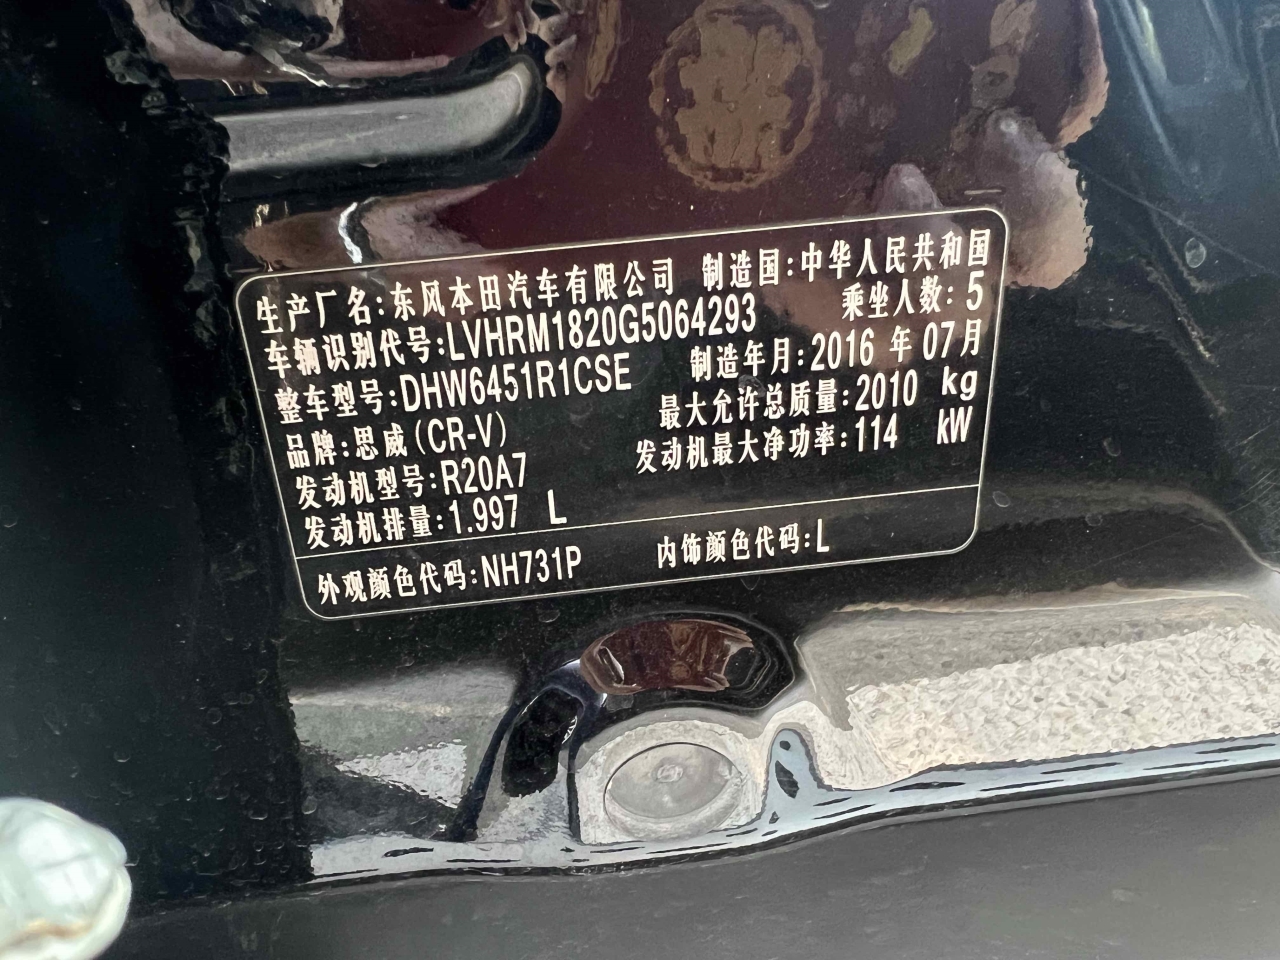 生产厂名:东风本田汽车有限公司 制造国:中华人民共和国
车辆识别代号:LVHRM1820G5064293 乘坐人数:5
整车型号:DHW6451R1CSE 制造年月:2016 年 07月
品牌:思威(CR-V) 最大允许总质量:2010 kg
发动机型号:R20A7 发动机最大净功率:114 kW
发动机排量:1.997 L
外观颜色代码:NH731P 内饰颜色代码:L